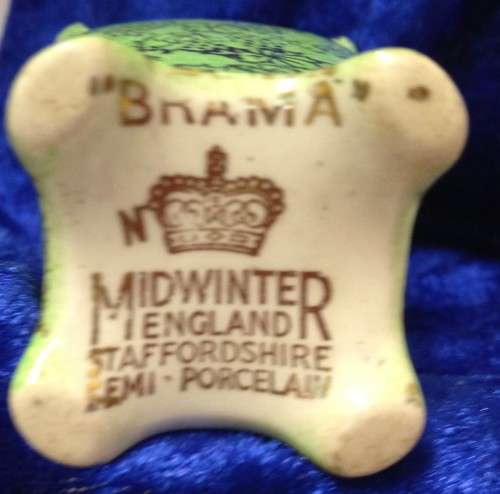 "BRAMA"
N
MIDWINTER
ENGLAND
STAFFORDSHIRE
SEMI - PORCELAIN